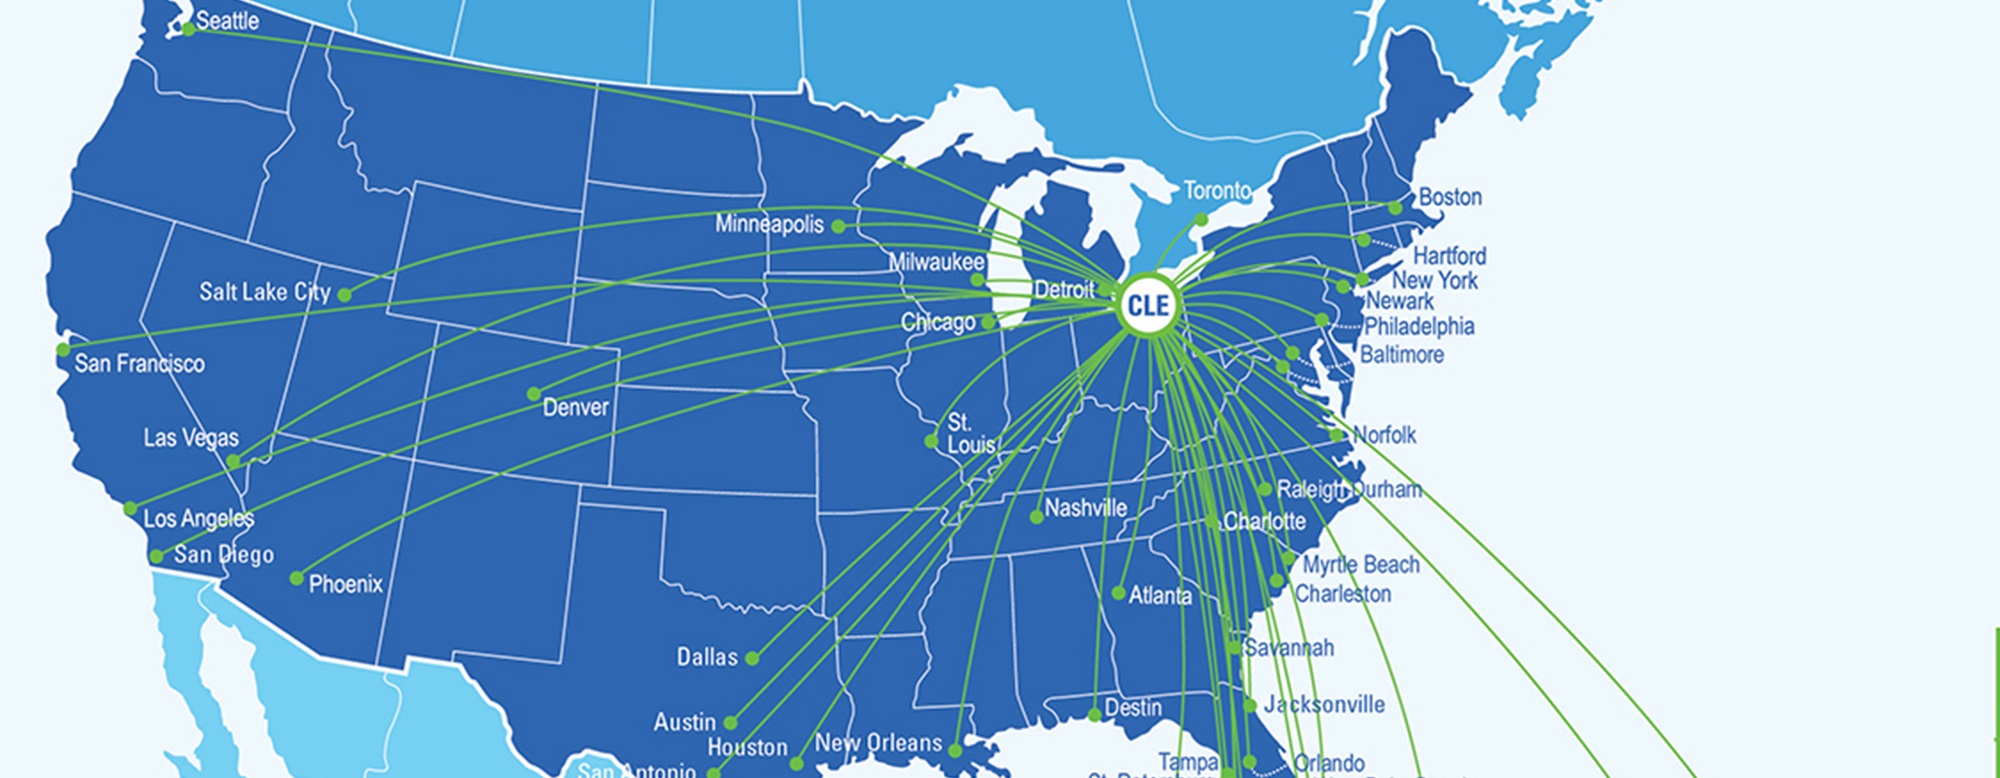 Seattle
Toronto
Boston
Minneapolis
Hartford
Milwaukee
New York
Detroit
Salt Lake City
Newark
CLE
Chicago
Philadelphia
Baltimore
San Francisco
Denver
St.
Louis
Norfolk
Las Vegas
Raleigh Durham
Nashville
Los Angeles
Charlotte
San Diego
Myrtle Beach
Phoenix
Charleston
Atlanta
Savannah
Dallas
Jacksonville
Destin
Austin
New Orleans
Houston
Tampa
Orlando
San Antonio